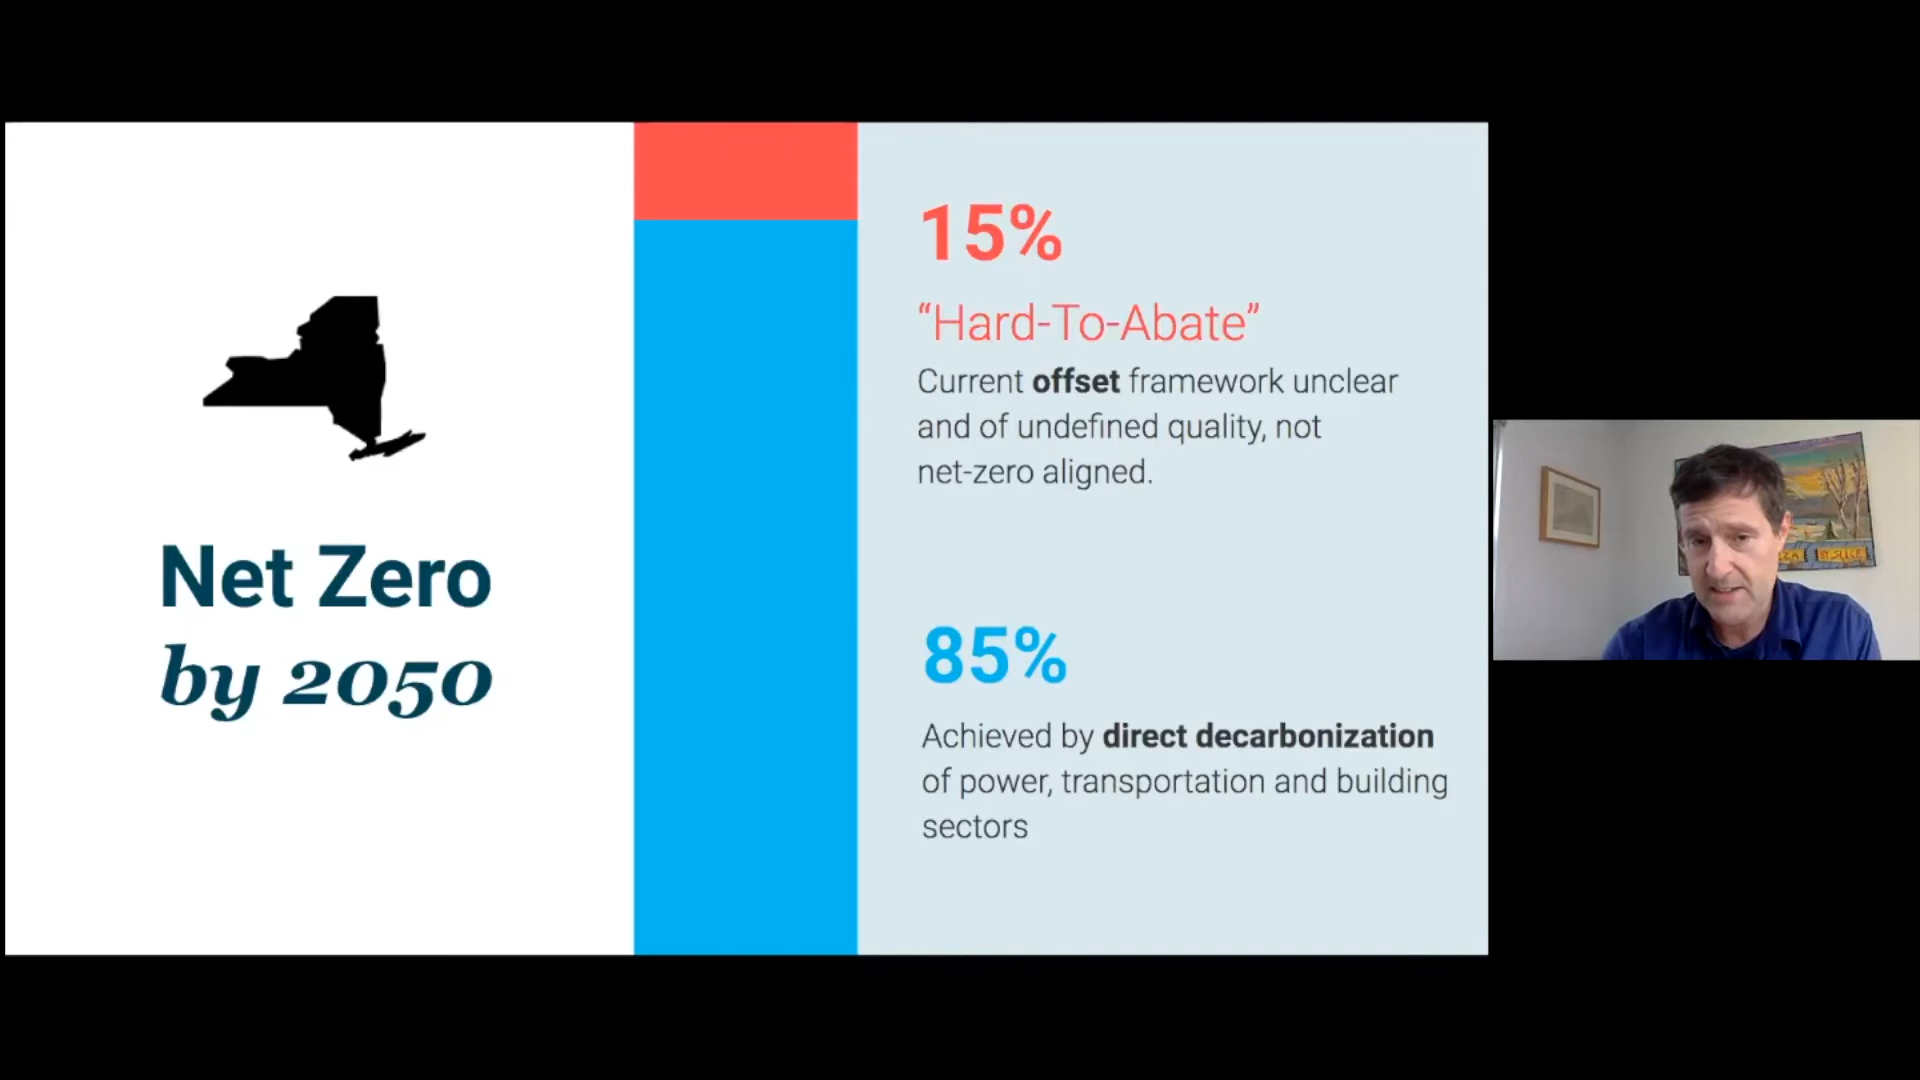 Net Zero
by 2050
15%
“Hard-To-Abate”
Current offset framework unclear
and of undefined quality, not
net-zero aligned.
85%
Achieved by direct decarbonization
of power, transportation and building
sectors